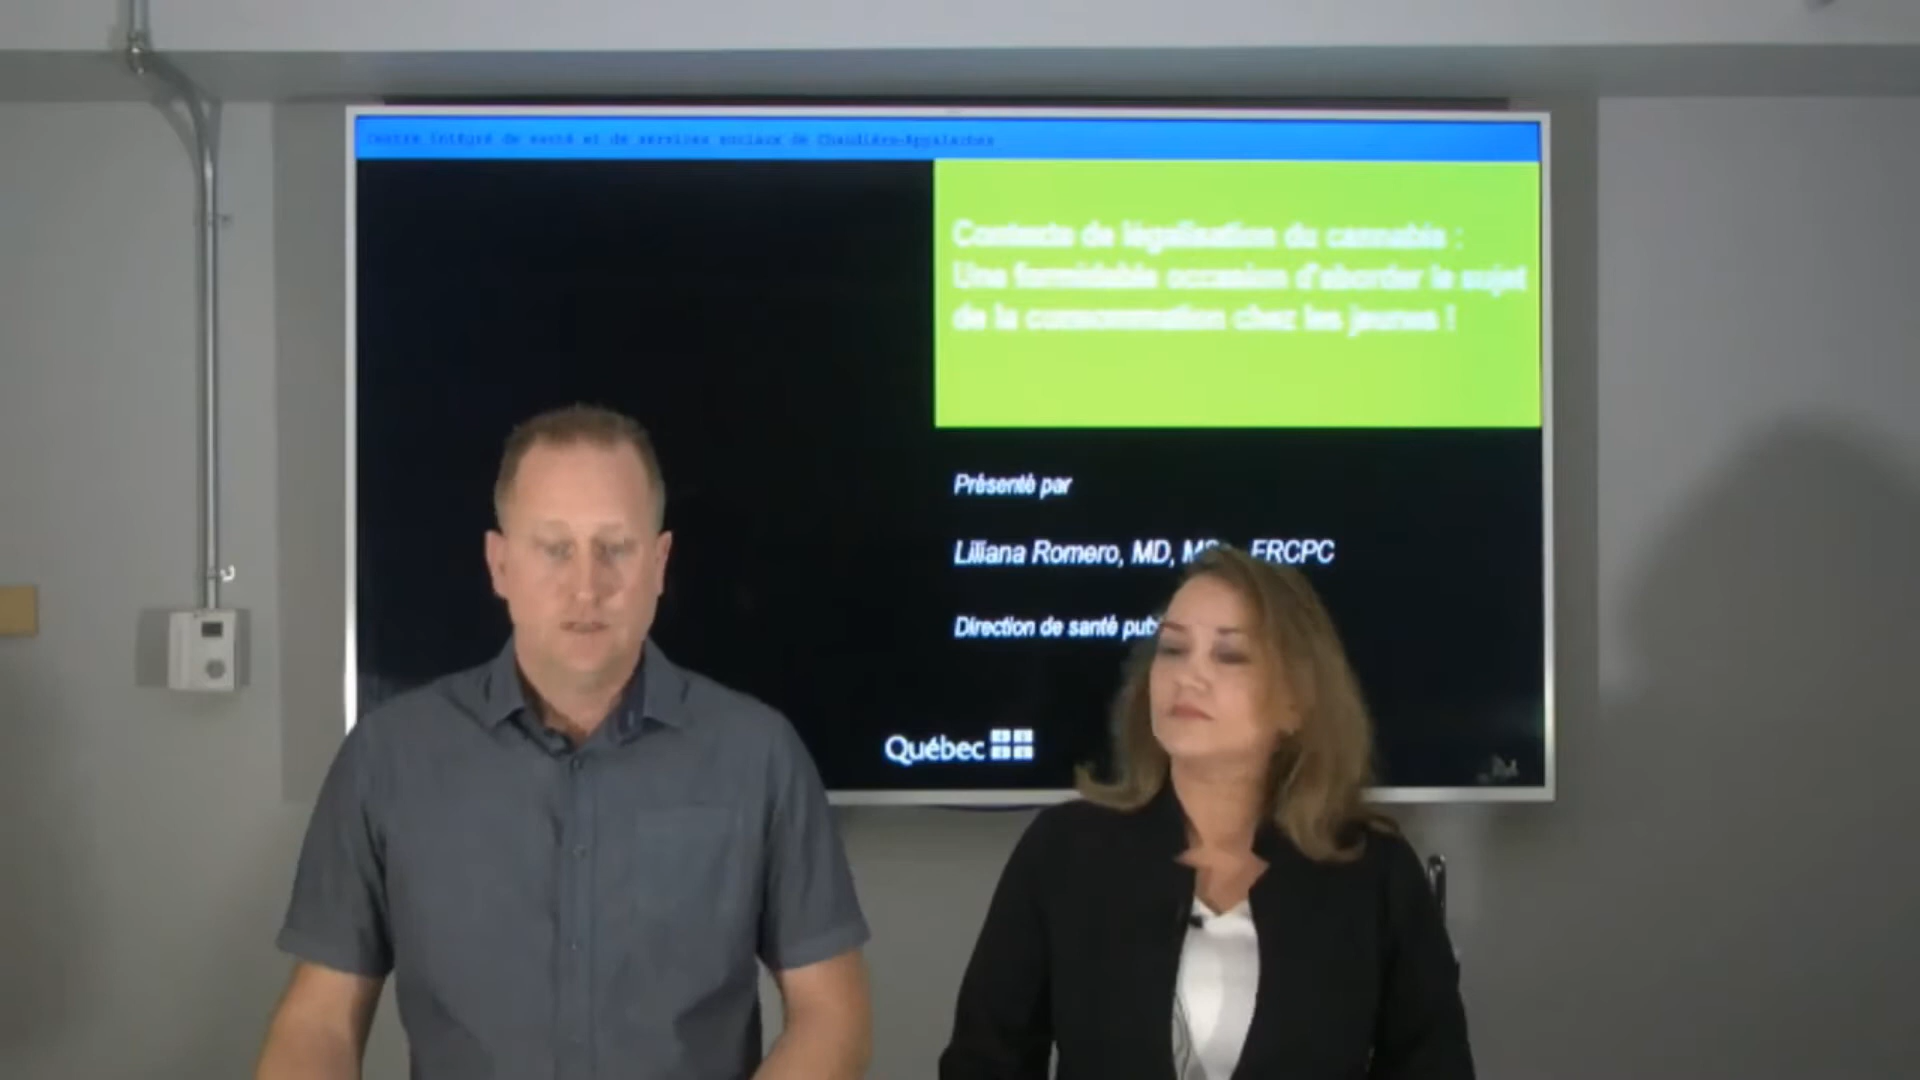 Centre intégré de santé et de services sociaux de Chaudière-Appalaches
Contexte de légalisation du cannabis :
Une formidable occasion d'aborder le sujet
de la consommation chez les jeunes !
Présenté par
Liliana Romero, MD, FRCPC
Direction de santé
Québec